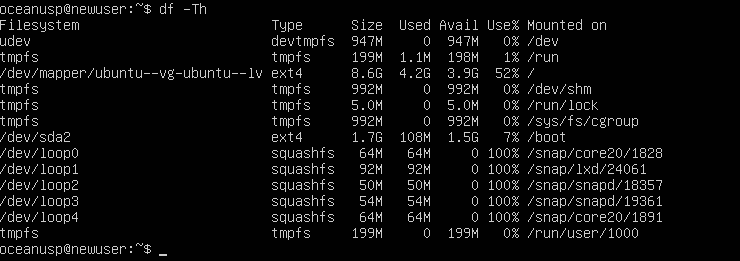 oceanusp@newuser:~$ df -Th
Filesystem                        Type      Size  Used Avail Use% Mounted on
udev                              devtmpfs  947M     0  947M   0% /dev
tmpfs                             tmpfs     199M  1.1M  198M   1% /run
/dev/mapper/ubuntu--vg-ubuntu--lv ext4      8.6G  4.2G  3.9G  52% /
tmpfs                             tmpfs     992M     0  992M   0% /dev/shm
tmpfs                             tmpfs     5.0M     0  5.0M   0% /run/lock
tmpfs                             tmpfs     992M     0  992M   0% /sys/fs/cgroup
/dev/sda2                         ext4      1.7G  108M  1.5G   7% /boot
/dev/loop0                        squashfs   64M   64M     0 100% /snap/core20/1828
/dev/loop1                        squashfs   92M   92M     0 100% /snap/lxd/24061
/dev/loop2                        squashfs   50M   50M     0 100% /snap/snapd/18357
/dev/loop3                        squashfs   54M   54M     0 100% /snap/snapd/19361
/dev/loop4                        squashfs   64M   64M     0 100% /snap/core20/1891
tmpfs                             tmpfs     199M     0  199M   0% /run/user/1000
oceanusp@newuser:~$ _